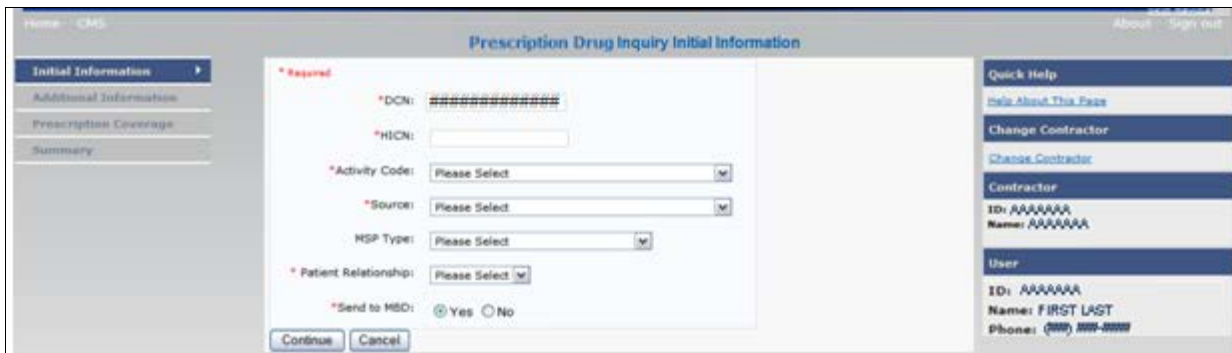 Home CMS
About Sign out
Prescription Drug Inquiry Initial Information
Initial Information
Additional Information
Prescription Coverage
Summary
* Required
*DCN: #############
*HICN:
*Activity Code: Please Select
*Source: Please Select
MSP Type: Please Select
* Patient Relationship: Please Select
*Send to MBD: Yes No
Continue Cancel
Quick Help
Help About This Page
Change Contractor
Change Contractor
Contractor
ID: AAAAAAA
Name: AAAAAAA
User
ID: AAAAAAA
Name: FIRST LAST
Phone: (###) ###-####